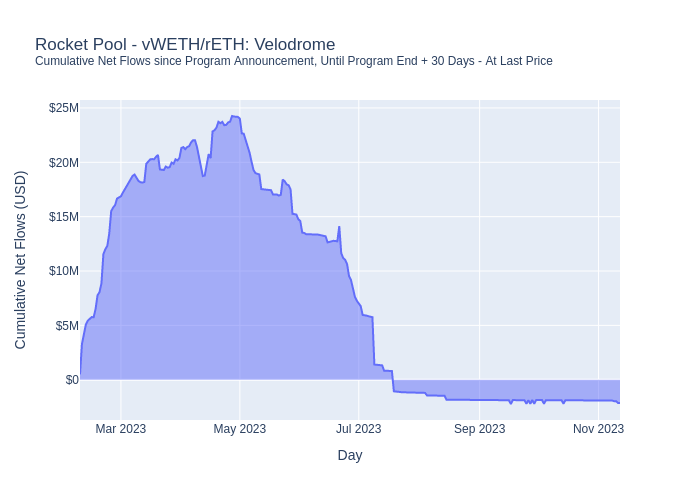 Rocket Pool - vWETH/rETH: Velodrome
Cumulative Net Flows since Program Announcement, Until Program End + 30 Days - At Last Price
Cumulative Net Flows (USD)
$25M
$20M
$15M
$10M
$5M
$0
Mar 2023
May 2023
Jul 2023
Sep 2023
Nov 2023
Day